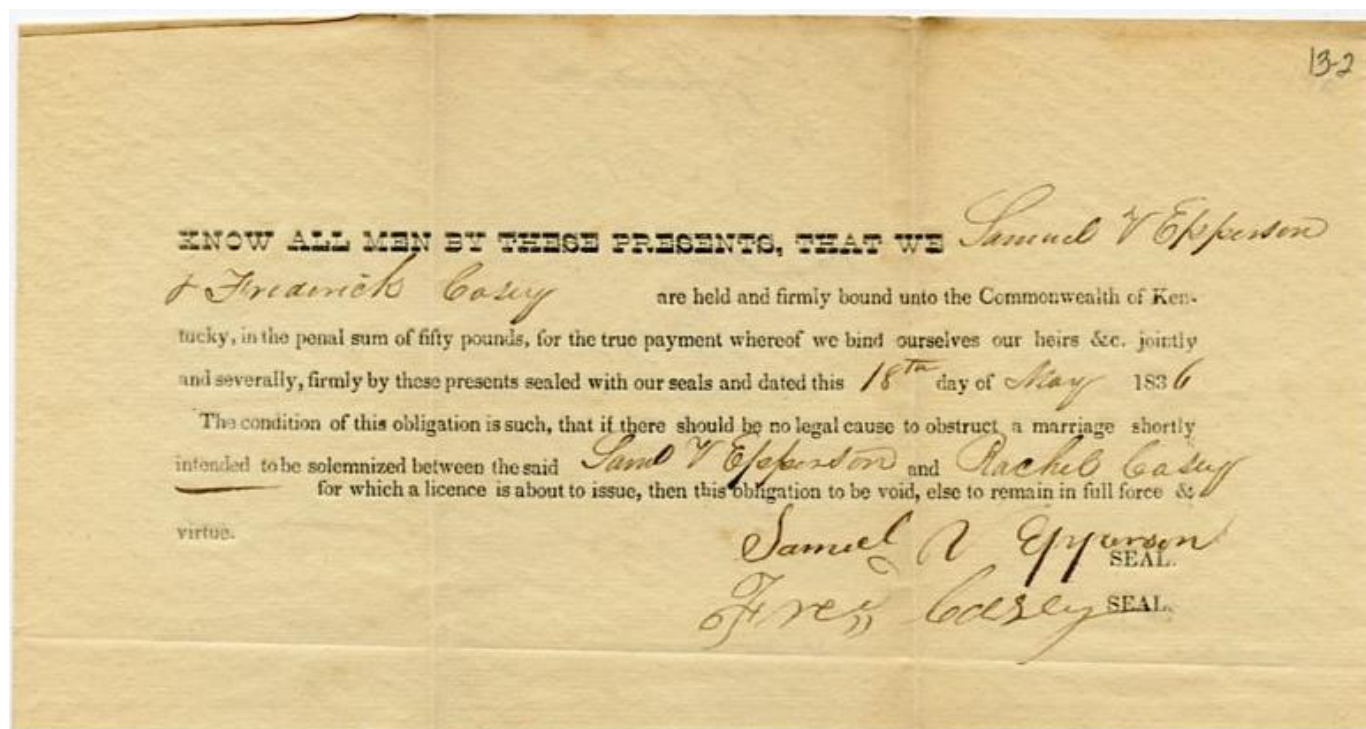 13-2
KNOW ALL MEN BY THESE PRESENTS, THAT WE Samuel V Epperson
& Frederick Casey are held and firmly bound unto the Commonwealth of Ken-
tucky, in the penal sum of fifty pounds, for the true payment whereof we bind ourselves our heirs &c. jointly
and severally, firmly by these presents sealed with our seals and dated this 18th day of May 1836
The condition of this obligation is such, that if there should be no legal cause to obstruct a marriage shortly
intended to be solemnized between the said Saml V Epperson and Rachel Casey
for which a licence is about to issue, then this obligation to be void, else to remain in full force &
virtue.
Samuel V Epperson SEAL.
Fred Casey SEAL.